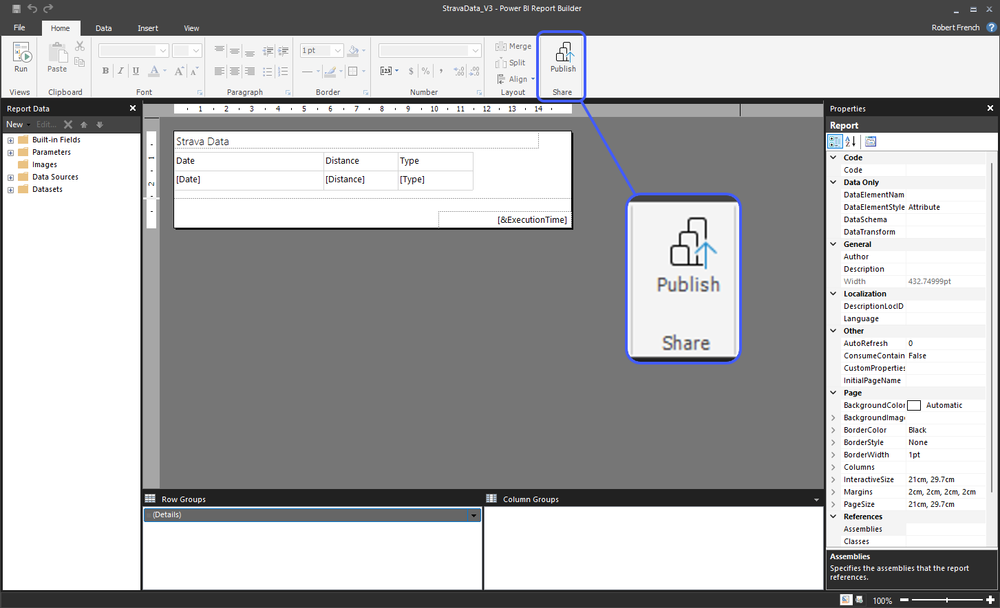 StravaData_V3 - Power BI Report Builder
File Home Data Insert View
Robert French ?
Run
Views
Paste
Clipboard
B I U A A A
Font
Paragraph
1 pt
Border
123 $ % , .00 .00
Number
Merge
Split
Align
Layout
Publish
Share
Report Data
New Edit...
Built-in Fields
Parameters
Images
Data Sources
Datasets
1 2 3 4 5 6 7 8 9 10 11 12 13 14
1
2
Strava Data
Date Distance Type
[Date] [Distance] [Type]
[&ExecutionTime]
Publish
Share
Row Groups
(Details)
Column Groups
Properties
Report
A Z
Code
Code
Data Only
DataElementNam
DataElementStyle Attribute
DataSchema
DataTransform
General
Author
Description
Width 432.74999pt
Localization
DescriptionLocID
Language
Other
AutoRefresh 0
ConsumeContain False
CustomProperties
InitialPageName
Page
BackgroundColor Automatic
BackgroundImag
BorderColor Black
BorderStyle None
BorderWidth 1pt
Columns
InteractiveSize 21cm, 29.7cm
Margins 2cm, 2cm, 2cm, 2cm
PageSize 21cm, 29.7cm
References
Assemblies
Classes
Assemblies
Specifies the assemblies that the report
references.
100%